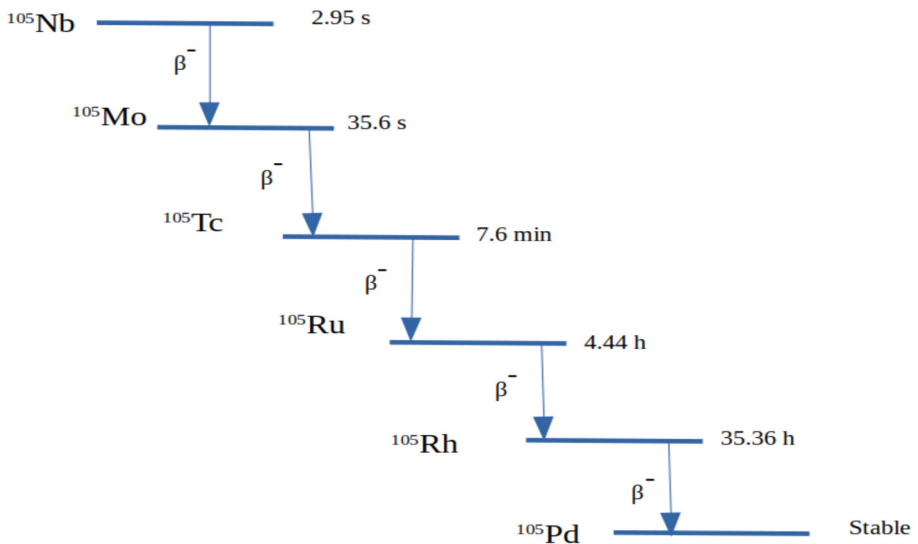 ¹⁰⁵Nb 2.95 s
β⁻
¹⁰⁵Mo 35.6 s
β⁻
¹⁰⁵Tc 7.6 min
β⁻
¹⁰⁵Ru 4.44 h
β⁻
¹⁰⁵Rh 35.36 h
β⁻
¹⁰⁵Pd Stable